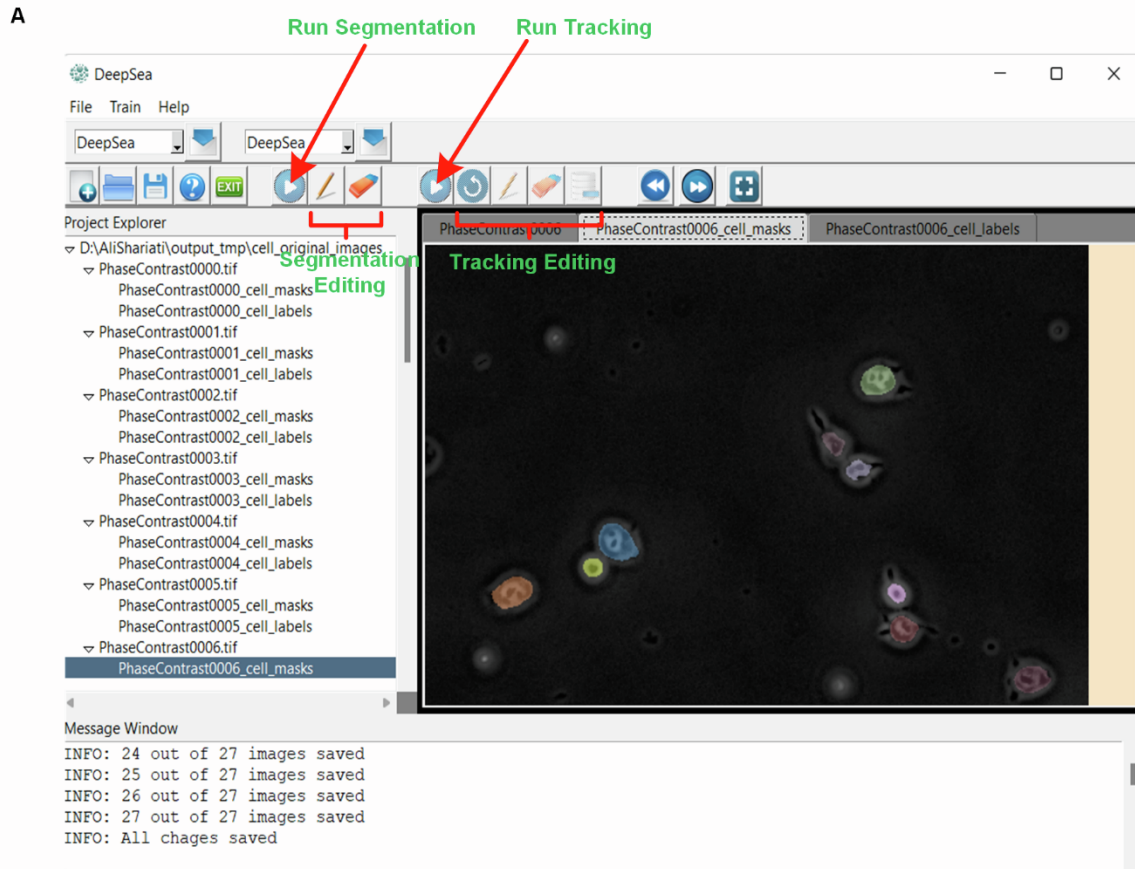 A
Run Segmentation Run Tracking
DeepSea
File Train Help
DeepSea DeepSea
EXIT
Project Explorer
PhaseContrast0006 PhaseContrast0006_cell_masks PhaseContrast0006_cell_labels
Segmentation Editing
Tracking Editing
D:\AliShariati\output_tmp\cell_original_images
PhaseContrast0000.tif
PhaseContrast0000_cell_masks
PhaseContrast0000_cell_labels
PhaseContrast0001.tif
PhaseContrast0001_cell_masks
PhaseContrast0001_cell_labels
PhaseContrast0002.tif
PhaseContrast0002_cell_masks
PhaseContrast0002_cell_labels
PhaseContrast0003.tif
PhaseContrast0003_cell_masks
PhaseContrast0003_cell_labels
PhaseContrast0004.tif
PhaseContrast0004_cell_masks
PhaseContrast0004_cell_labels
PhaseContrast0005.tif
PhaseContrast0005_cell_masks
PhaseContrast0005_cell_labels
PhaseContrast0006.tif
PhaseContrast0006_cell_masks
Message Window
INFO: 24 out of 27 images saved
INFO: 25 out of 27 images saved
INFO: 26 out of 27 images saved
INFO: 27 out of 27 images saved
INFO: All chages saved